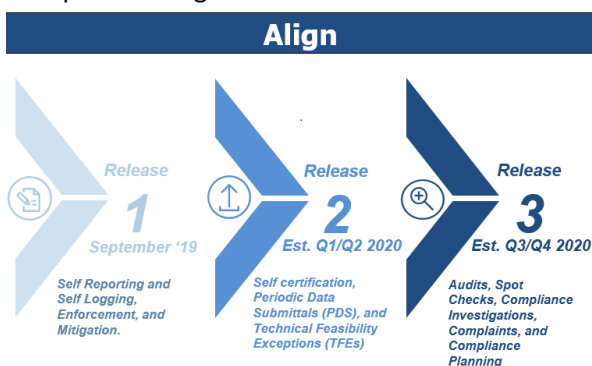 Align
Release
1
September '19
Self Reporting and
Self Logging,
Enforcement, and
Mitigation.
Release
2
Est. Q1/Q2 2020
Self certification,
Periodic Data
Submittals (PDS), and
Technical Feasibility
Exceptions (TFEs)
Release
3
Est. Q3/Q4 2020
Audits, Spot
Checks, Compliance
Investigations,
Complaints, and
Compliance
Planning